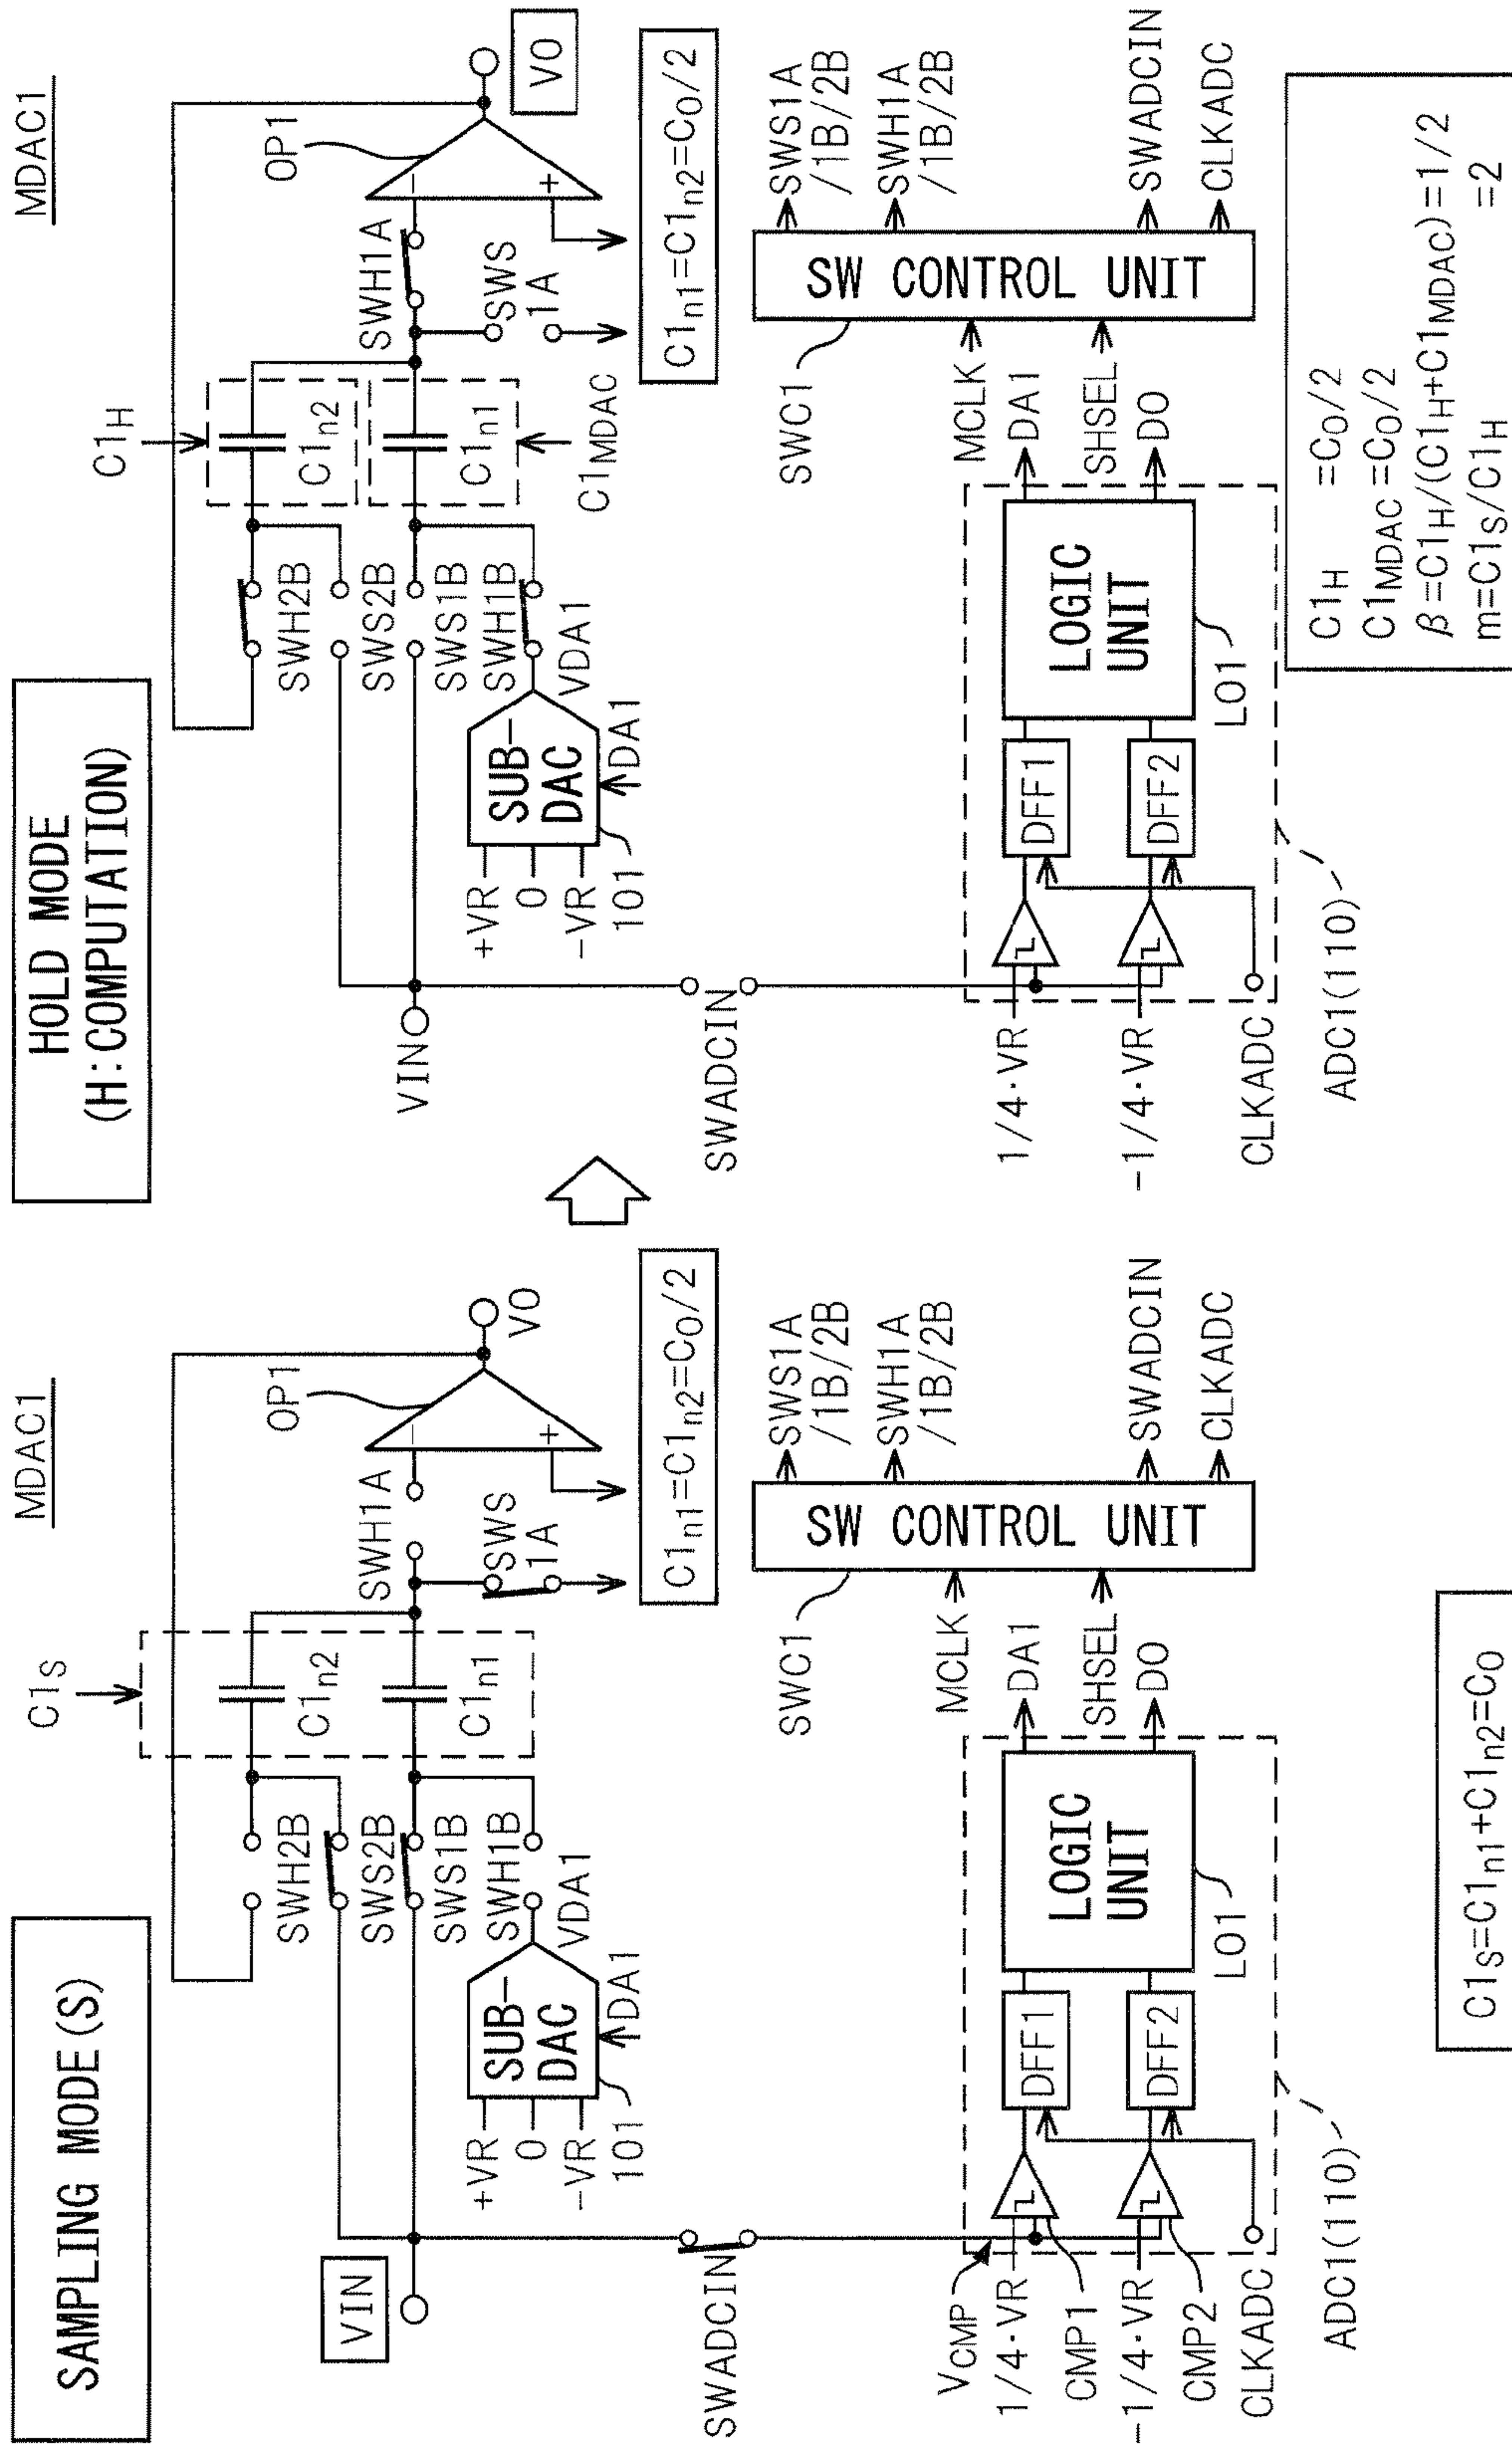 SAMPLING MODE(S)
MDAC1
C1S
SWH2B
SWS2B
SWS1B
SWH1B
C1n2
C1n1
SWH1A
SWS
1A
OP1
−
+
VO
VIN
+VR
0
−VR
SUB-
DAC
101
DA1
VDA1
C1n1=C1n2=C0/2
SWADCIN
VCMP
1/4·VR
CMP1
−1/4·VR
CMP2
CLKADC
DFF1
DFF2
LOGIC
UNIT
LO1
ADC1(110)
MCLK
DA1
SHSEL
DO
SWC1
SW CONTROL UNIT
SWS1A
/1B/2B
SWH1A
/1B/2B
SWADCIN
CLKADC
C1S=C1n1+C1n2=C0
HOLD MODE
(H:COMPUTATION)
MDAC1
C1H
SWH2B
SWS2B
SWS1B
SWH1B
C1n2
C1n1
C1MDAC
SWH1A
SWS
1A
OP1
−
+
VO
VIN
+VR
0
−VR
SUB-
DAC
101
DA1
VDA1
C1n1=C1n2=C0/2
SWADCIN
1/4·VR
−1/4·VR
CLKADC
DFF1
DFF2
LOGIC
UNIT
LO1
ADC1(110)
MCLK
DA1
SHSEL
DO
SWC1
SW CONTROL UNIT
SWS1A
/1B/2B
SWH1A
/1B/2B
SWADCIN
CLKADC
C1H =C0/2
C1MDAC=C0/2
β=C1H/(C1H+C1MDAC)=1/2
m=C1S/C1H =2